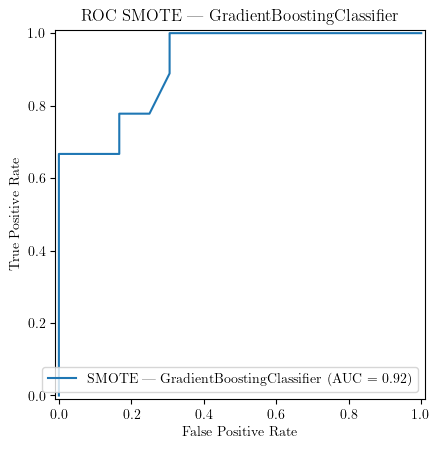 ROC SMOTE — GradientBoostingClassifier
1.0
0.8
0.6
0.4
0.2
0.0
True Positive Rate
SMOTE — GradientBoostingClassifier (AUC = 0.92)
0.0 0.2 0.4 0.6 0.8 1.0
False Positive Rate